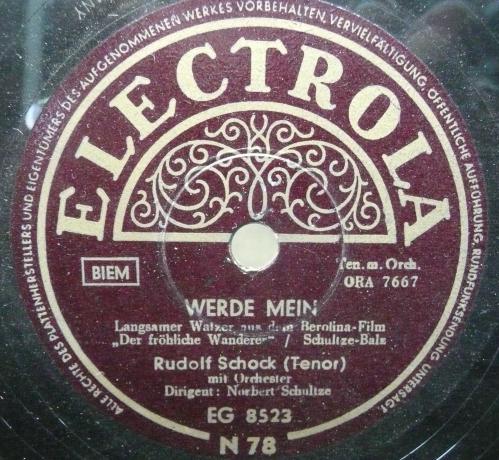 ALLE RECHTE DES PLATTENHERSTELLERS UND EIGENTÜMERS DES AUFGENOMMENEN WERKES VORBEHALTEN. VERVIELFÄLTIGUNG, ÖFFENTLICHE AUFFÜHRUNG, RUNDFUNKSENDUNG UNTERSAGT.
ELECTROLA
BIEM
Ten. m. Orch.
ORA 7667
WERDE MEIN
Langsamer Walzer aus dem Berolina-Film
„Der fröhliche Wanderer" / Schultze-Balz
Rudolf Schock (Tenor)
mit Orchester
Dirigent: Norbert Schultze
EG 8523
N 78